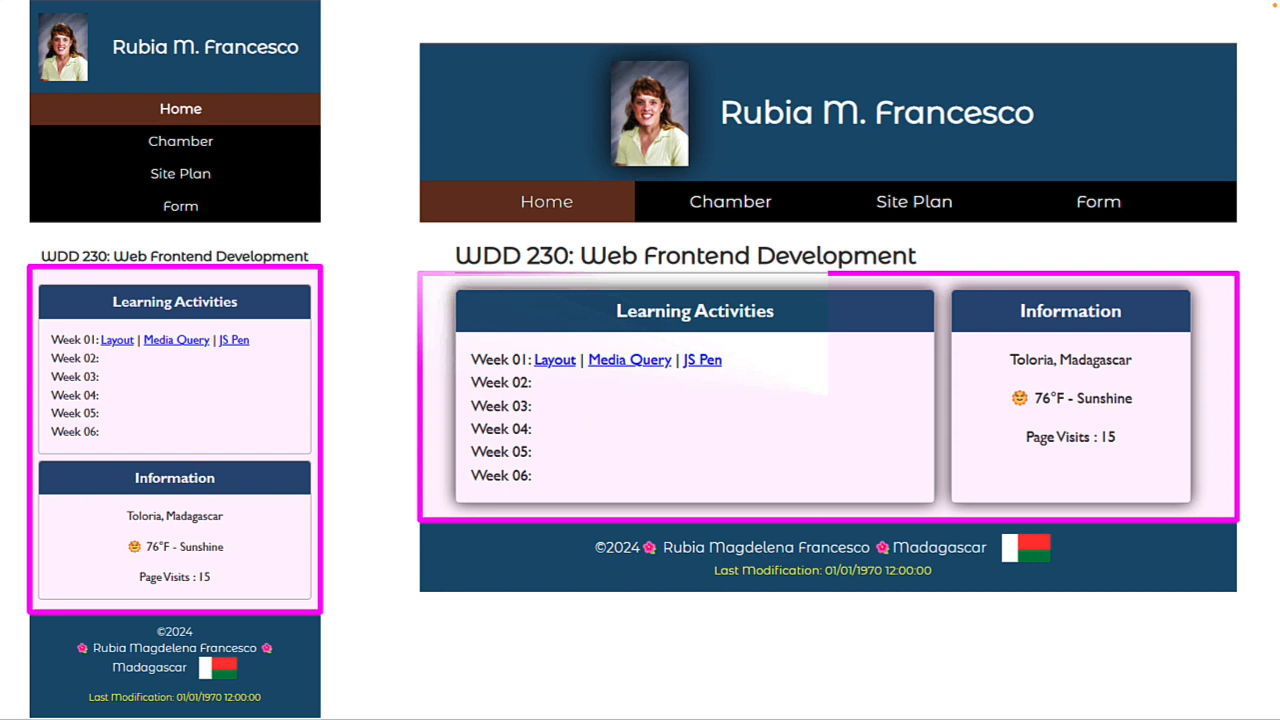 Rubia M. Francesco
Home
Chamber
Site Plan
Form
WDD 230: Web Frontend Development
Learning Activities
Week 01: Layout | Media Query | JS Pen
Week 02:
Week 03:
Week 04:
Week 05:
Week 06:
Information
Toloria, Madagascar
76°F - Sunshine
Page Visits : 15
©2024
Rubia Magdelena Francesco
Madagascar
Last Modification: 01/01/1970 12:00:00
Rubia M. Francesco
Home Chamber Site Plan Form
WDD 230: Web Frontend Development
Learning Activities
Week 01: Layout | Media Query | JS Pen
Week 02:
Week 03:
Week 04:
Week 05:
Week 06:
Information
Toloria, Madagascar
76°F - Sunshine
Page Visits : 15
©2024 Rubia Magdelena Francesco Madagascar
Last Modification: 01/01/1970 12:00:00